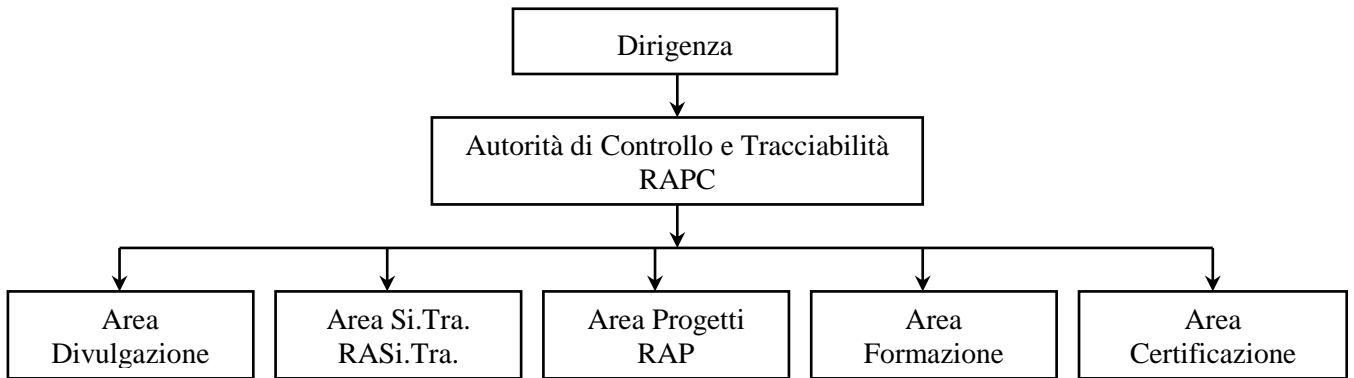 Dirigenza
Autorità di Controllo e Tracciabilità
RAPC
Area
Divulgazione
Area Si.Tra.
RASi.Tra.
Area Progetti
RAP
Area
Formazione
Area
Certificazione